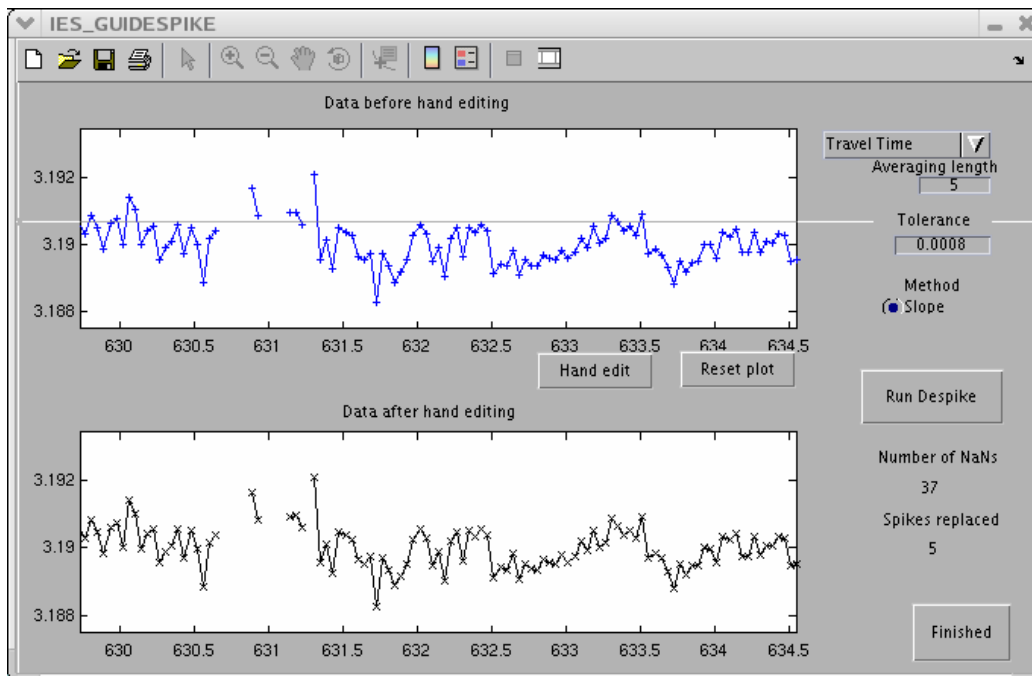 IES_GUIDESPIKE
Data before hand editing
3.192
3.19
3.188
630 630.5 631 631.5 632 632.5 633 633.5 634 634.5
Travel Time
Averaging length
5
Tolerance
0.0008
Method
Slope
Hand edit Reset plot
Run Despike
Data after hand editing
3.192
3.19
3.188
630 630.5 631 631.5 632 632.5 633 633.5 634 634.5
Number of NaNs
37
Spikes replaced
5
Finished